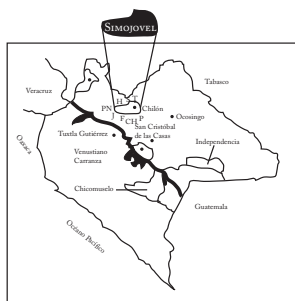 SIMOJOVEL
Veracruz
Tabasco
H
T
PN
Chilón
J
F
CH
P
Ocosingo
Oaxaca
Tuxtla Gutiérrez
San Cristóbal
de las Casas
Independencia
Venustiano
Carranza
Chicomuselo
Guatemala
Océano Pacífico